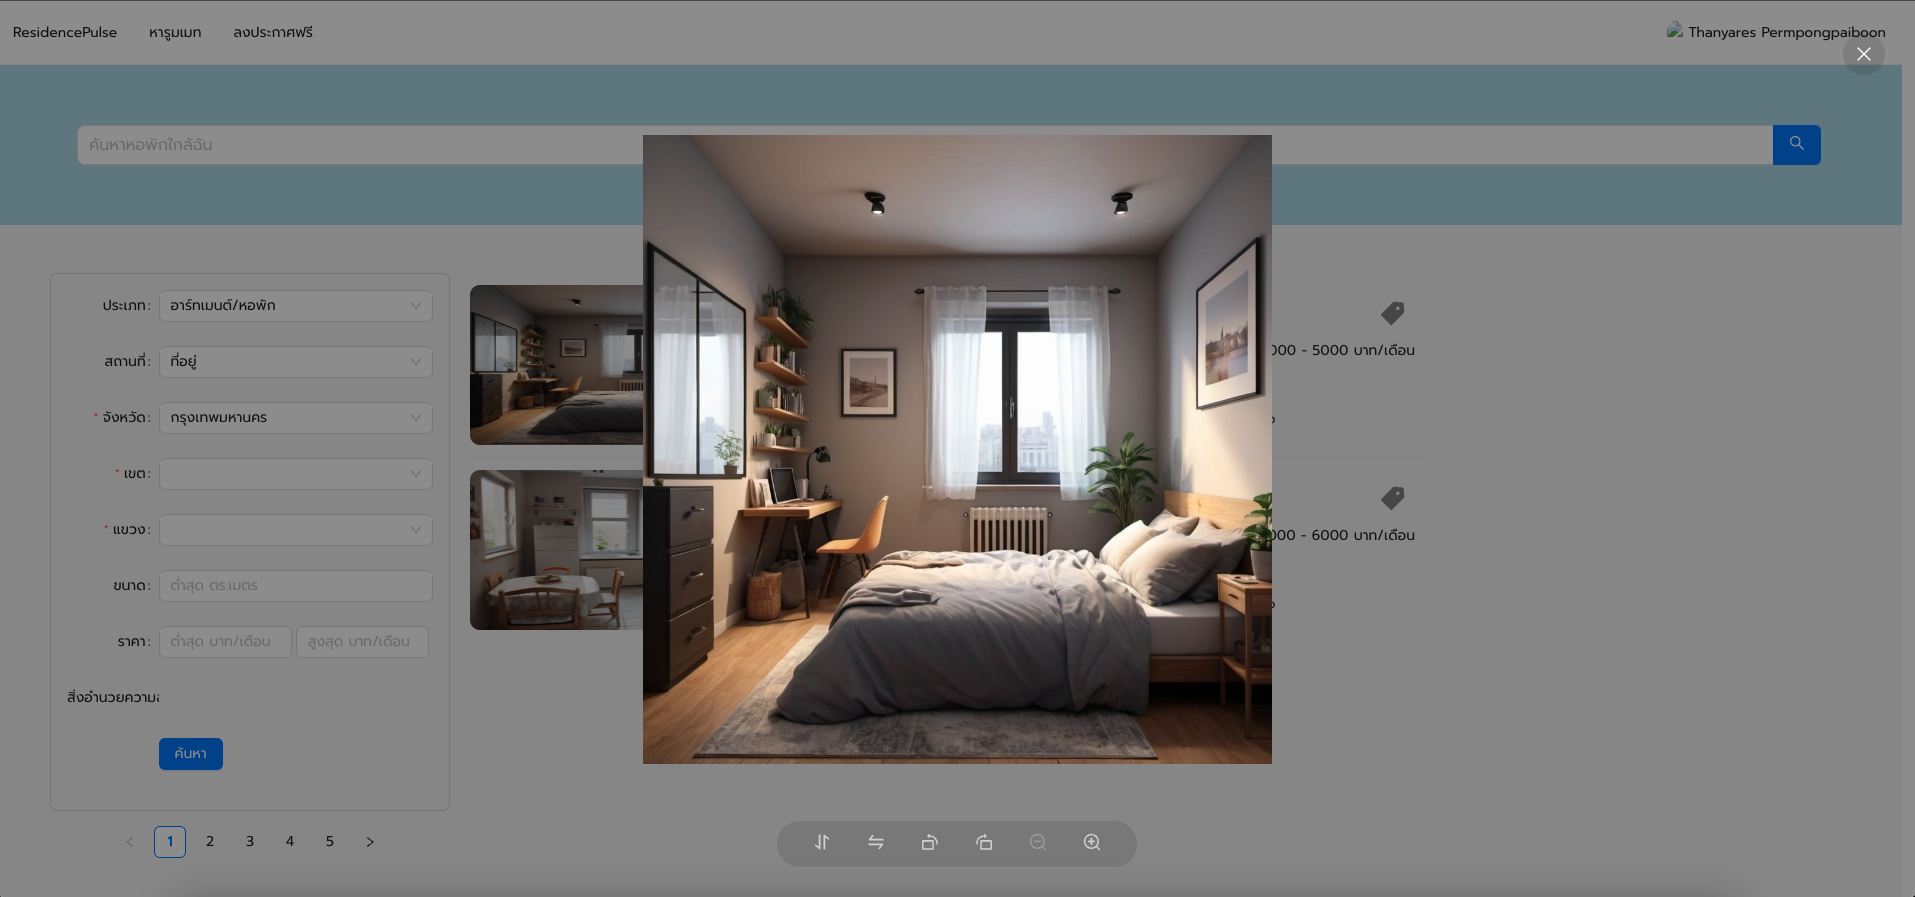 ResidencePulse หารูมเมท ลงประกาศฟรี Thanyares Permpongpaiboon
ค้นหาหอพักใกล้ฉัน
ประเภท: อาร์ทเมนต์/หอพัก
สถานที่: ที่อยู่
* จังหวัด: กรุงเทพมหานคร
* เขต:
* แขวง:
ขนาด: ต่ำสุด ตร.เมตร
ราคา: ต่ำสุด บาท/เดือน สูงสุด บาท/เดือน
สิ่งอำนวยความส
ค้นหา
1 2 3 4 5
000 - 5000 บาท/เดือน
000 - 6000 บาท/เดือน